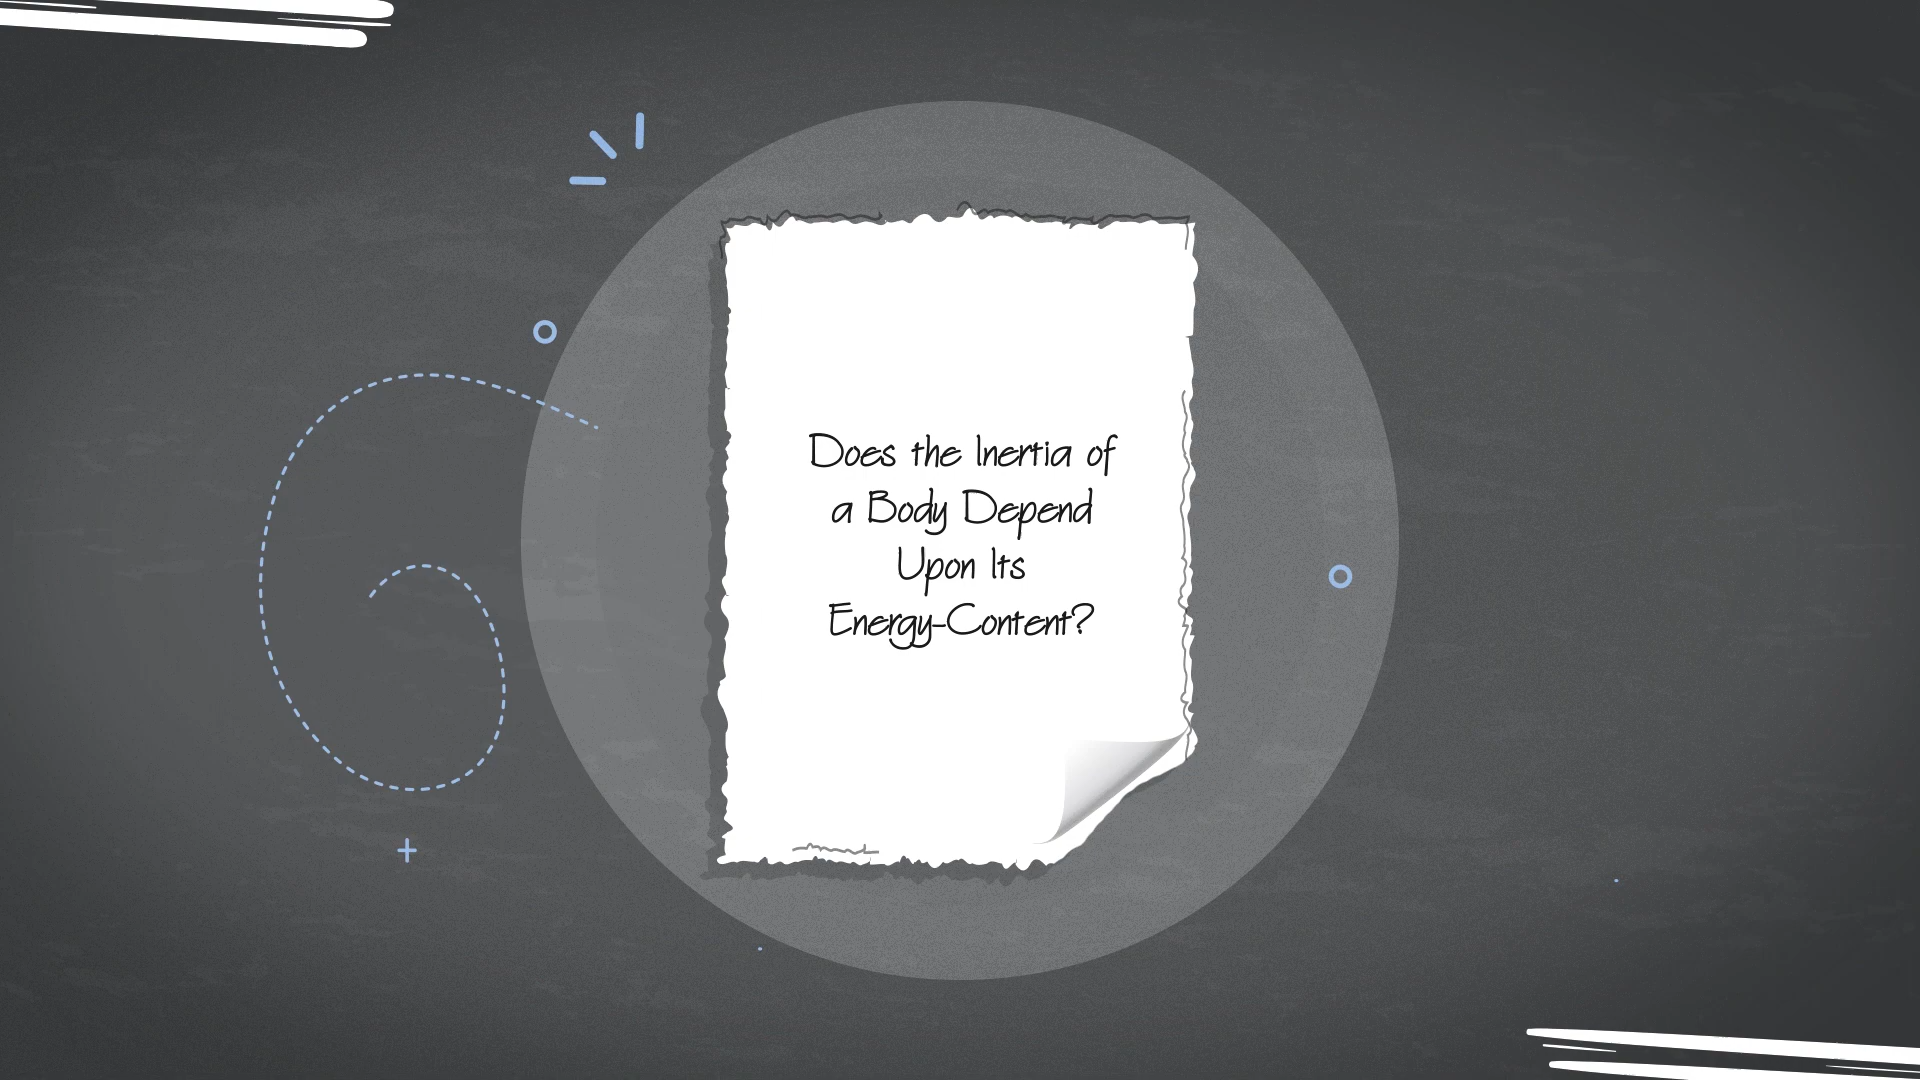 Does the Inertia of
a Body Depend
Upon Its
Energy-Content?